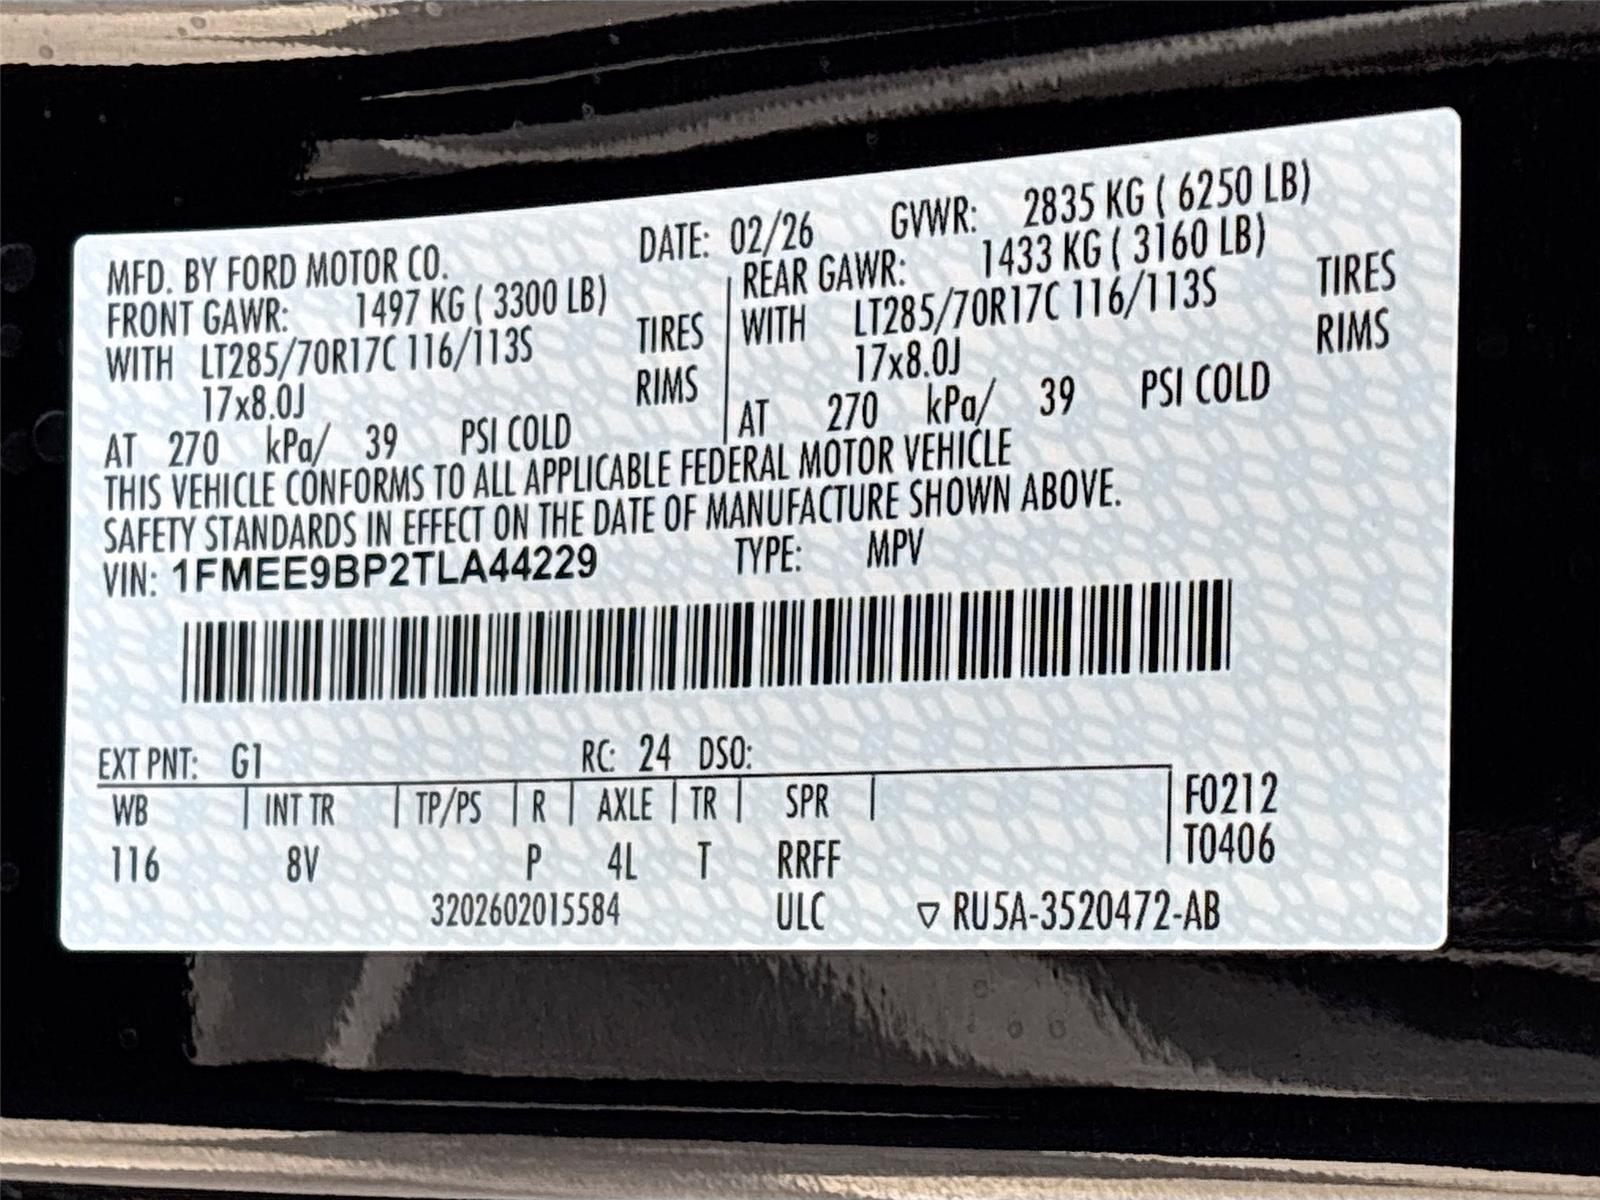 MFD. BY FORD MOTOR CO. DATE: 02/26 GVWR: 2835 KG ( 6250 LB)
FRONT GAWR: 1497 KG ( 3300 LB) REAR GAWR: 1433 KG ( 3160 LB)
WITH LT285/70R17C 116/113S TIRES WITH LT285/70R17C 116/113S TIRES
17x8.0J RIMS 17x8.0J RIMS
AT 270 kPa/ 39 PSI COLD AT 270 kPa/ 39 PSI COLD
THIS VEHICLE CONFORMS TO ALL APPLICABLE FEDERAL MOTOR VEHICLE
SAFETY STANDARDS IN EFFECT ON THE DATE OF MANUFACTURE SHOWN ABOVE.
VIN: 1FMEE9BP2TLA44229 TYPE: MPV
EXT PNT: G1 RC: 24 DSO:
WB INT TR TP/PS R AXLE TR SPR F0212
116 8V P 4L T RRFF T0406
3202602015584 ULC ▽ RU5A-3520472-AB